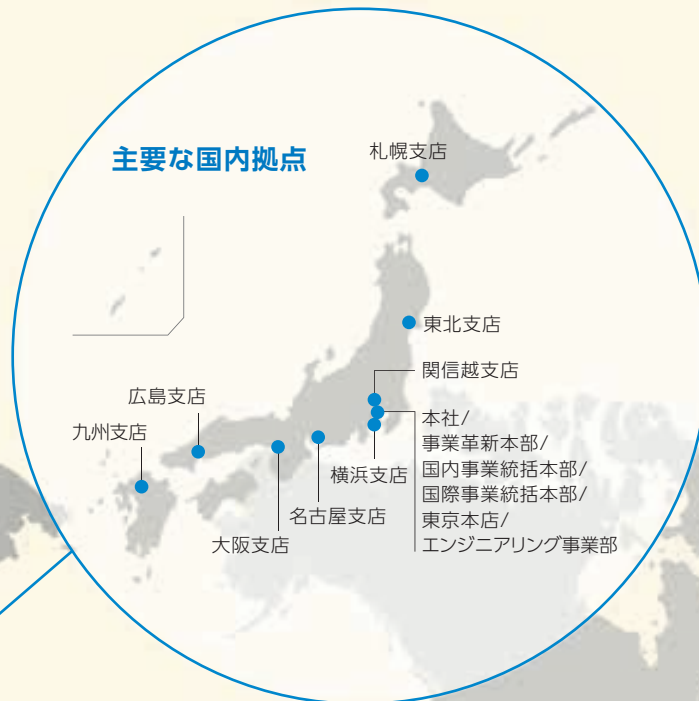 主要な国内拠点
札幌支店
東北支店
関信越支店
本社/
事業革新本部/
国内事業統括本部/
国際事業統括本部/
東京本店/
エンジニアリング事業部
横浜支店
名古屋支店
大阪支店
広島支店
九州支店